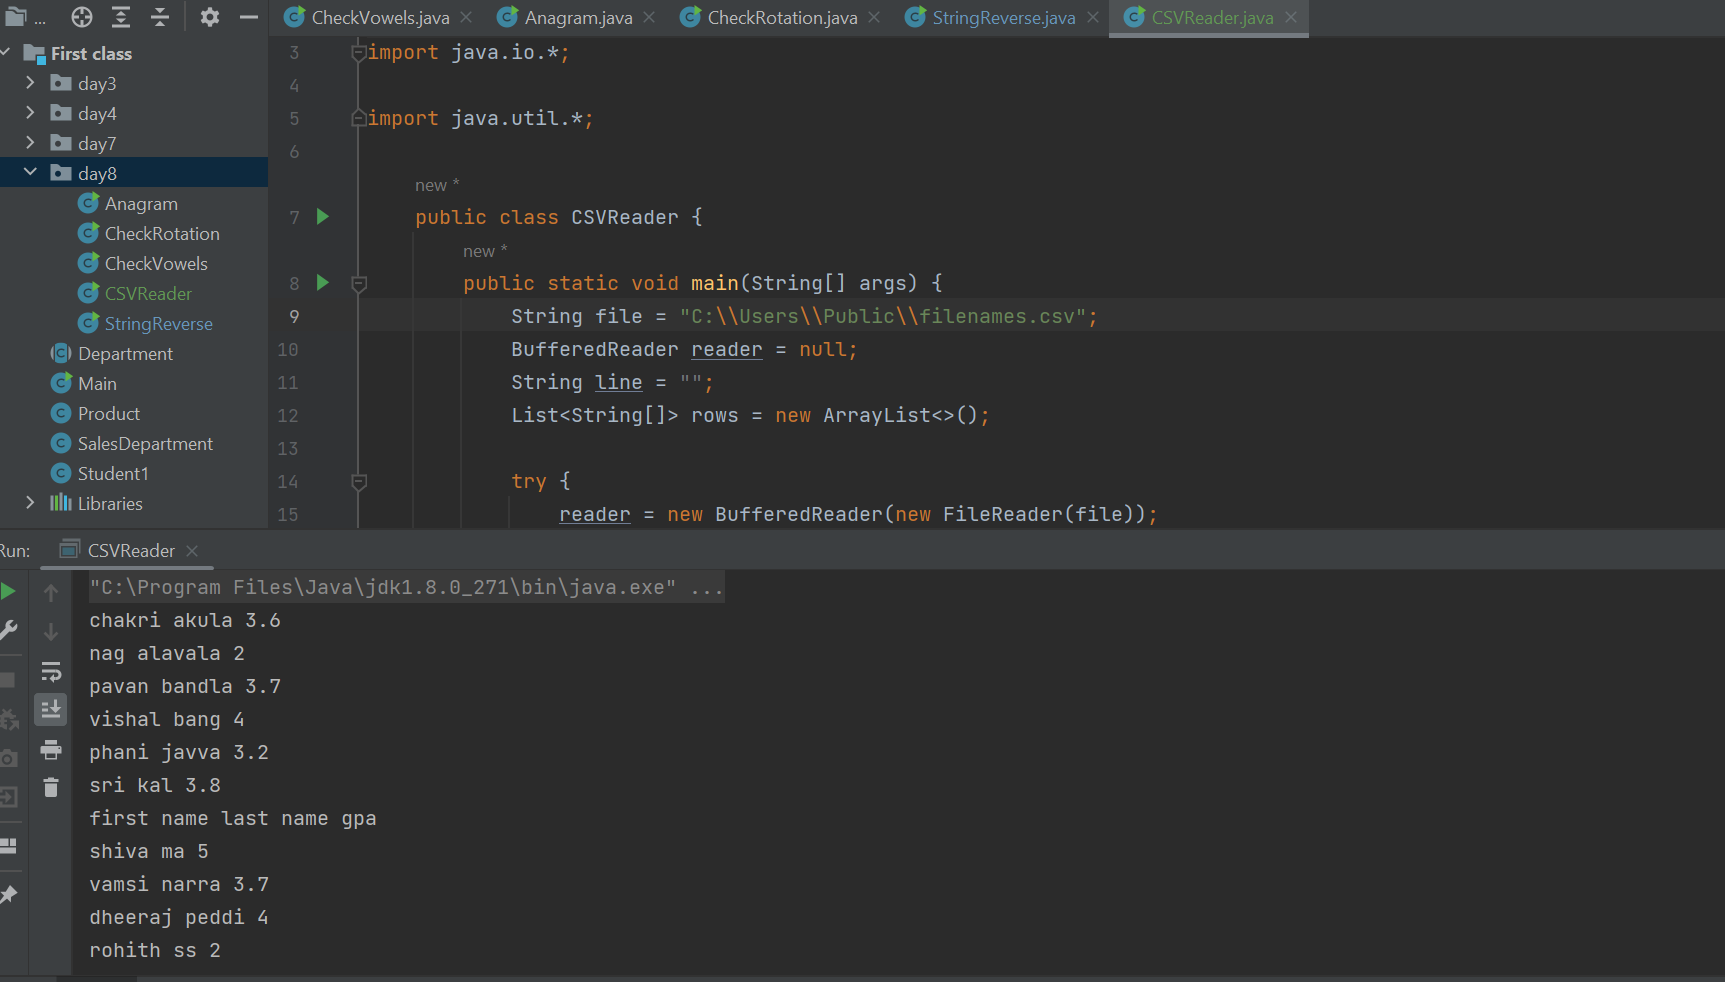 ...
CheckVowels.java
Anagram.java
CheckRotation.java
StringReverse.java
CSVReader.java
First class
day3
day4
day7
day8
Anagram
CheckRotation
CheckVowels
CSVReader
StringReverse
Department
Main
Product
SalesDepartment
Student1
Libraries
3 import java.io.*;
4
5 import java.util.*;
6
new *
7 public class CSVReader {
new *
8 public static void main(String[] args) {
9 String file = "C:\\Users\\Public\\filenames.csv";
10 BufferedReader reader = null;
11 String line = "";
12 List<String[]> rows = new ArrayList<>();
13
14 try {
15 reader = new BufferedReader(new FileReader(file));
Run: CSVReader
"C:\Program Files\Java\jdk1.8.0_271\bin\java.exe" ...
chakri akula 3.6
nag alavala 2
pavan bandla 3.7
vishal bang 4
phani javva 3.2
sri kal 3.8
first name last name gpa
shiva ma 5
vamsi narra 3.7
dheeraj peddi 4
rohith ss 2